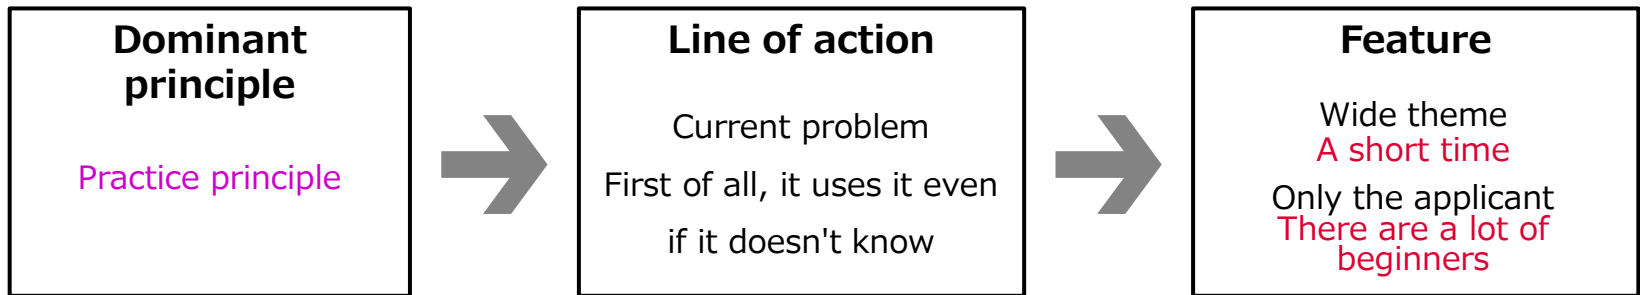 Dominant
principle
Practice principle
Line of action
Current problem
First of all, it uses it even
if it doesn't know
Feature
Wide theme
A short time
Only the applicant
There are a lot of
beginners